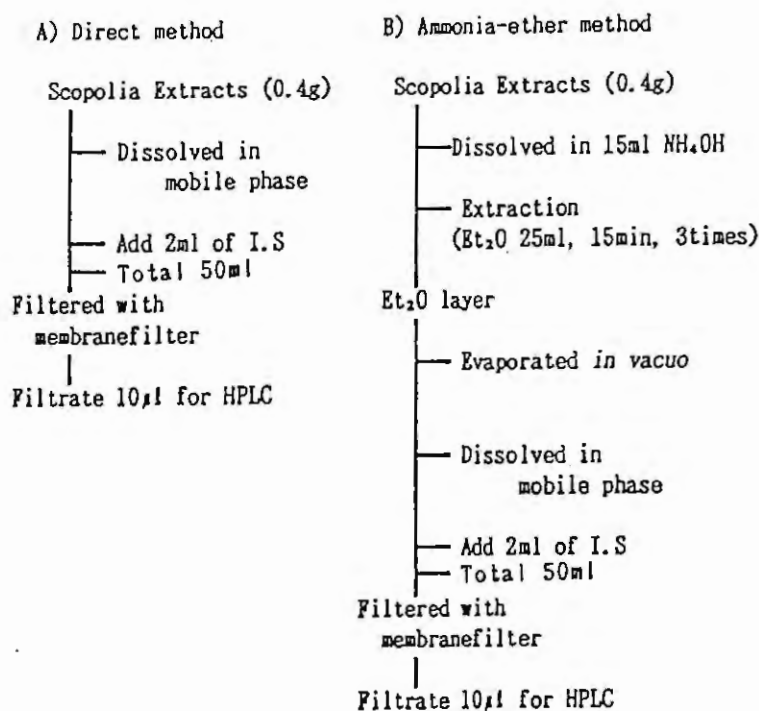 A) Direct method
Scopolia Extracts (0.4g)
Dissolved in
mobile phase
Add 2ml of I.S
Total 50ml
Filtered with
membranefilter
Filtrate 10μl for HPLC
B) Ammonia-ether method
Scopolia Extracts (0.4g)
Dissolved in 15ml NH₄OH
Extraction
(Et₂O 25ml, 15min, 3times)
Et₂O layer
Evaporated in vacuo
Dissolved in
mobile phase
Add 2ml of I.S
Total 50ml
Filtered with
membranefilter
Filtrate 10μl for HPLC